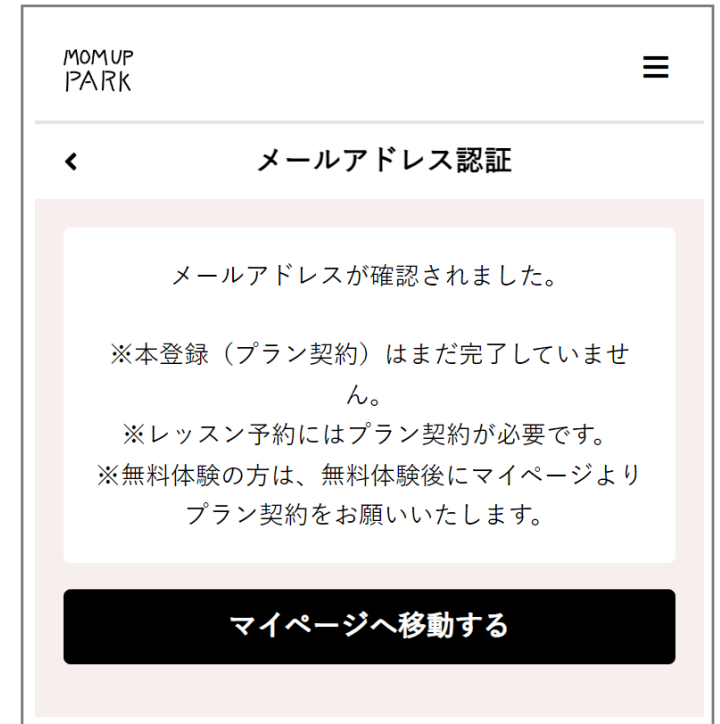 MOM UP
PARK
メールアドレス認証
メールアドレスが確認されました。
※本登録（プラン契約）はまだ完了していませ
ん。
※レッスン予約にはプラン契約が必要です。
※無料体験の方は、無料体験後にマイページより
プラン契約をお願いいたします。
マイページへ移動する